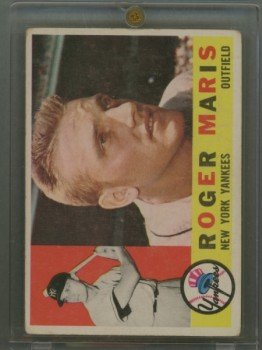 ROGER MARIS
NEW YORK YANKEES
OUTFIELD
Yankees